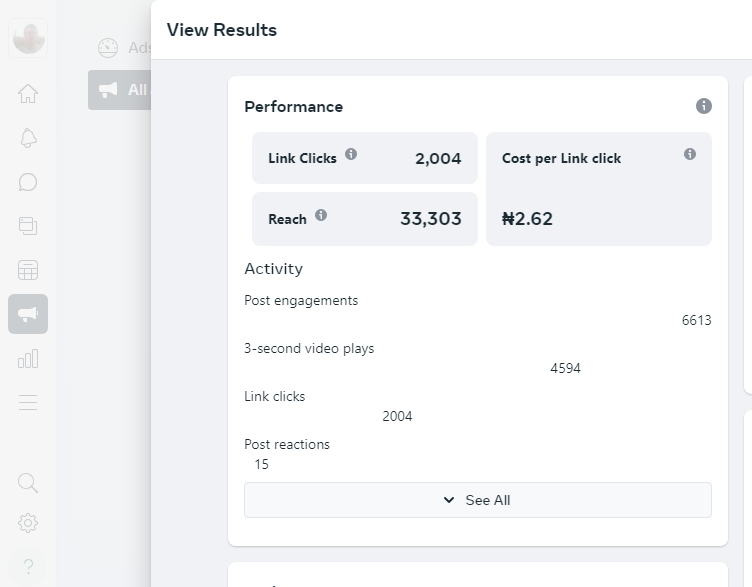 View Results
Ads
All
Performance
Link Clicks 2,004
Cost per Link click
Reach 33,303
₦2.62
Activity
Post engagements
6613
3-second video plays
4594
Link clicks
2004
Post reactions
15
See All